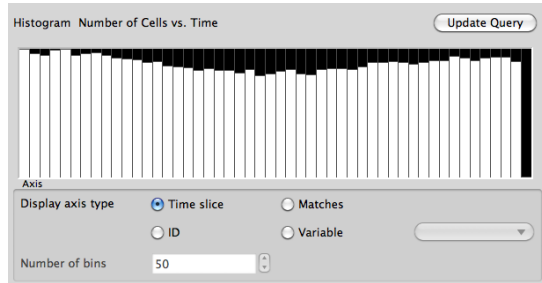 Histogram Number of Cells vs. Time Update Query
Axis
Display axis type Time slice Matches
ID Variable
Number of bins 50